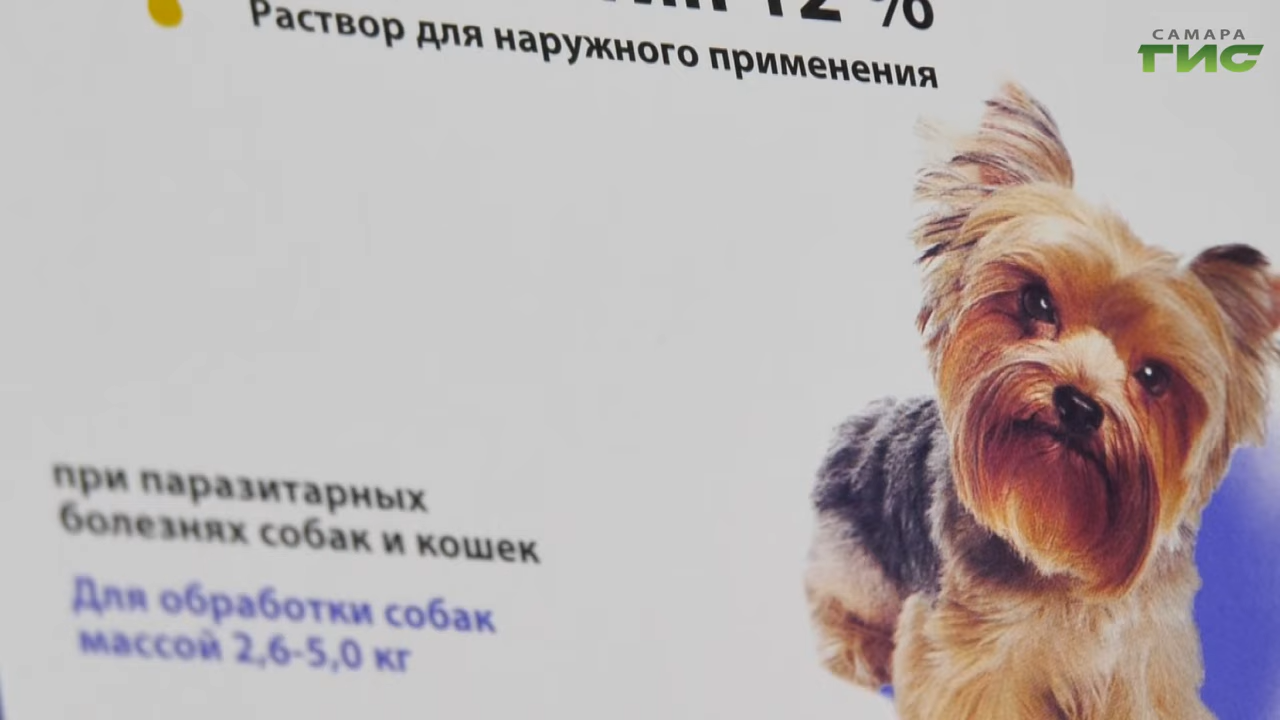 12 %
Раствор для наружного применения
САМАРА
ГИС
при паразитарных
болезнях собак и кошек
Для обработки собак
массой 2,6-5,0 кг